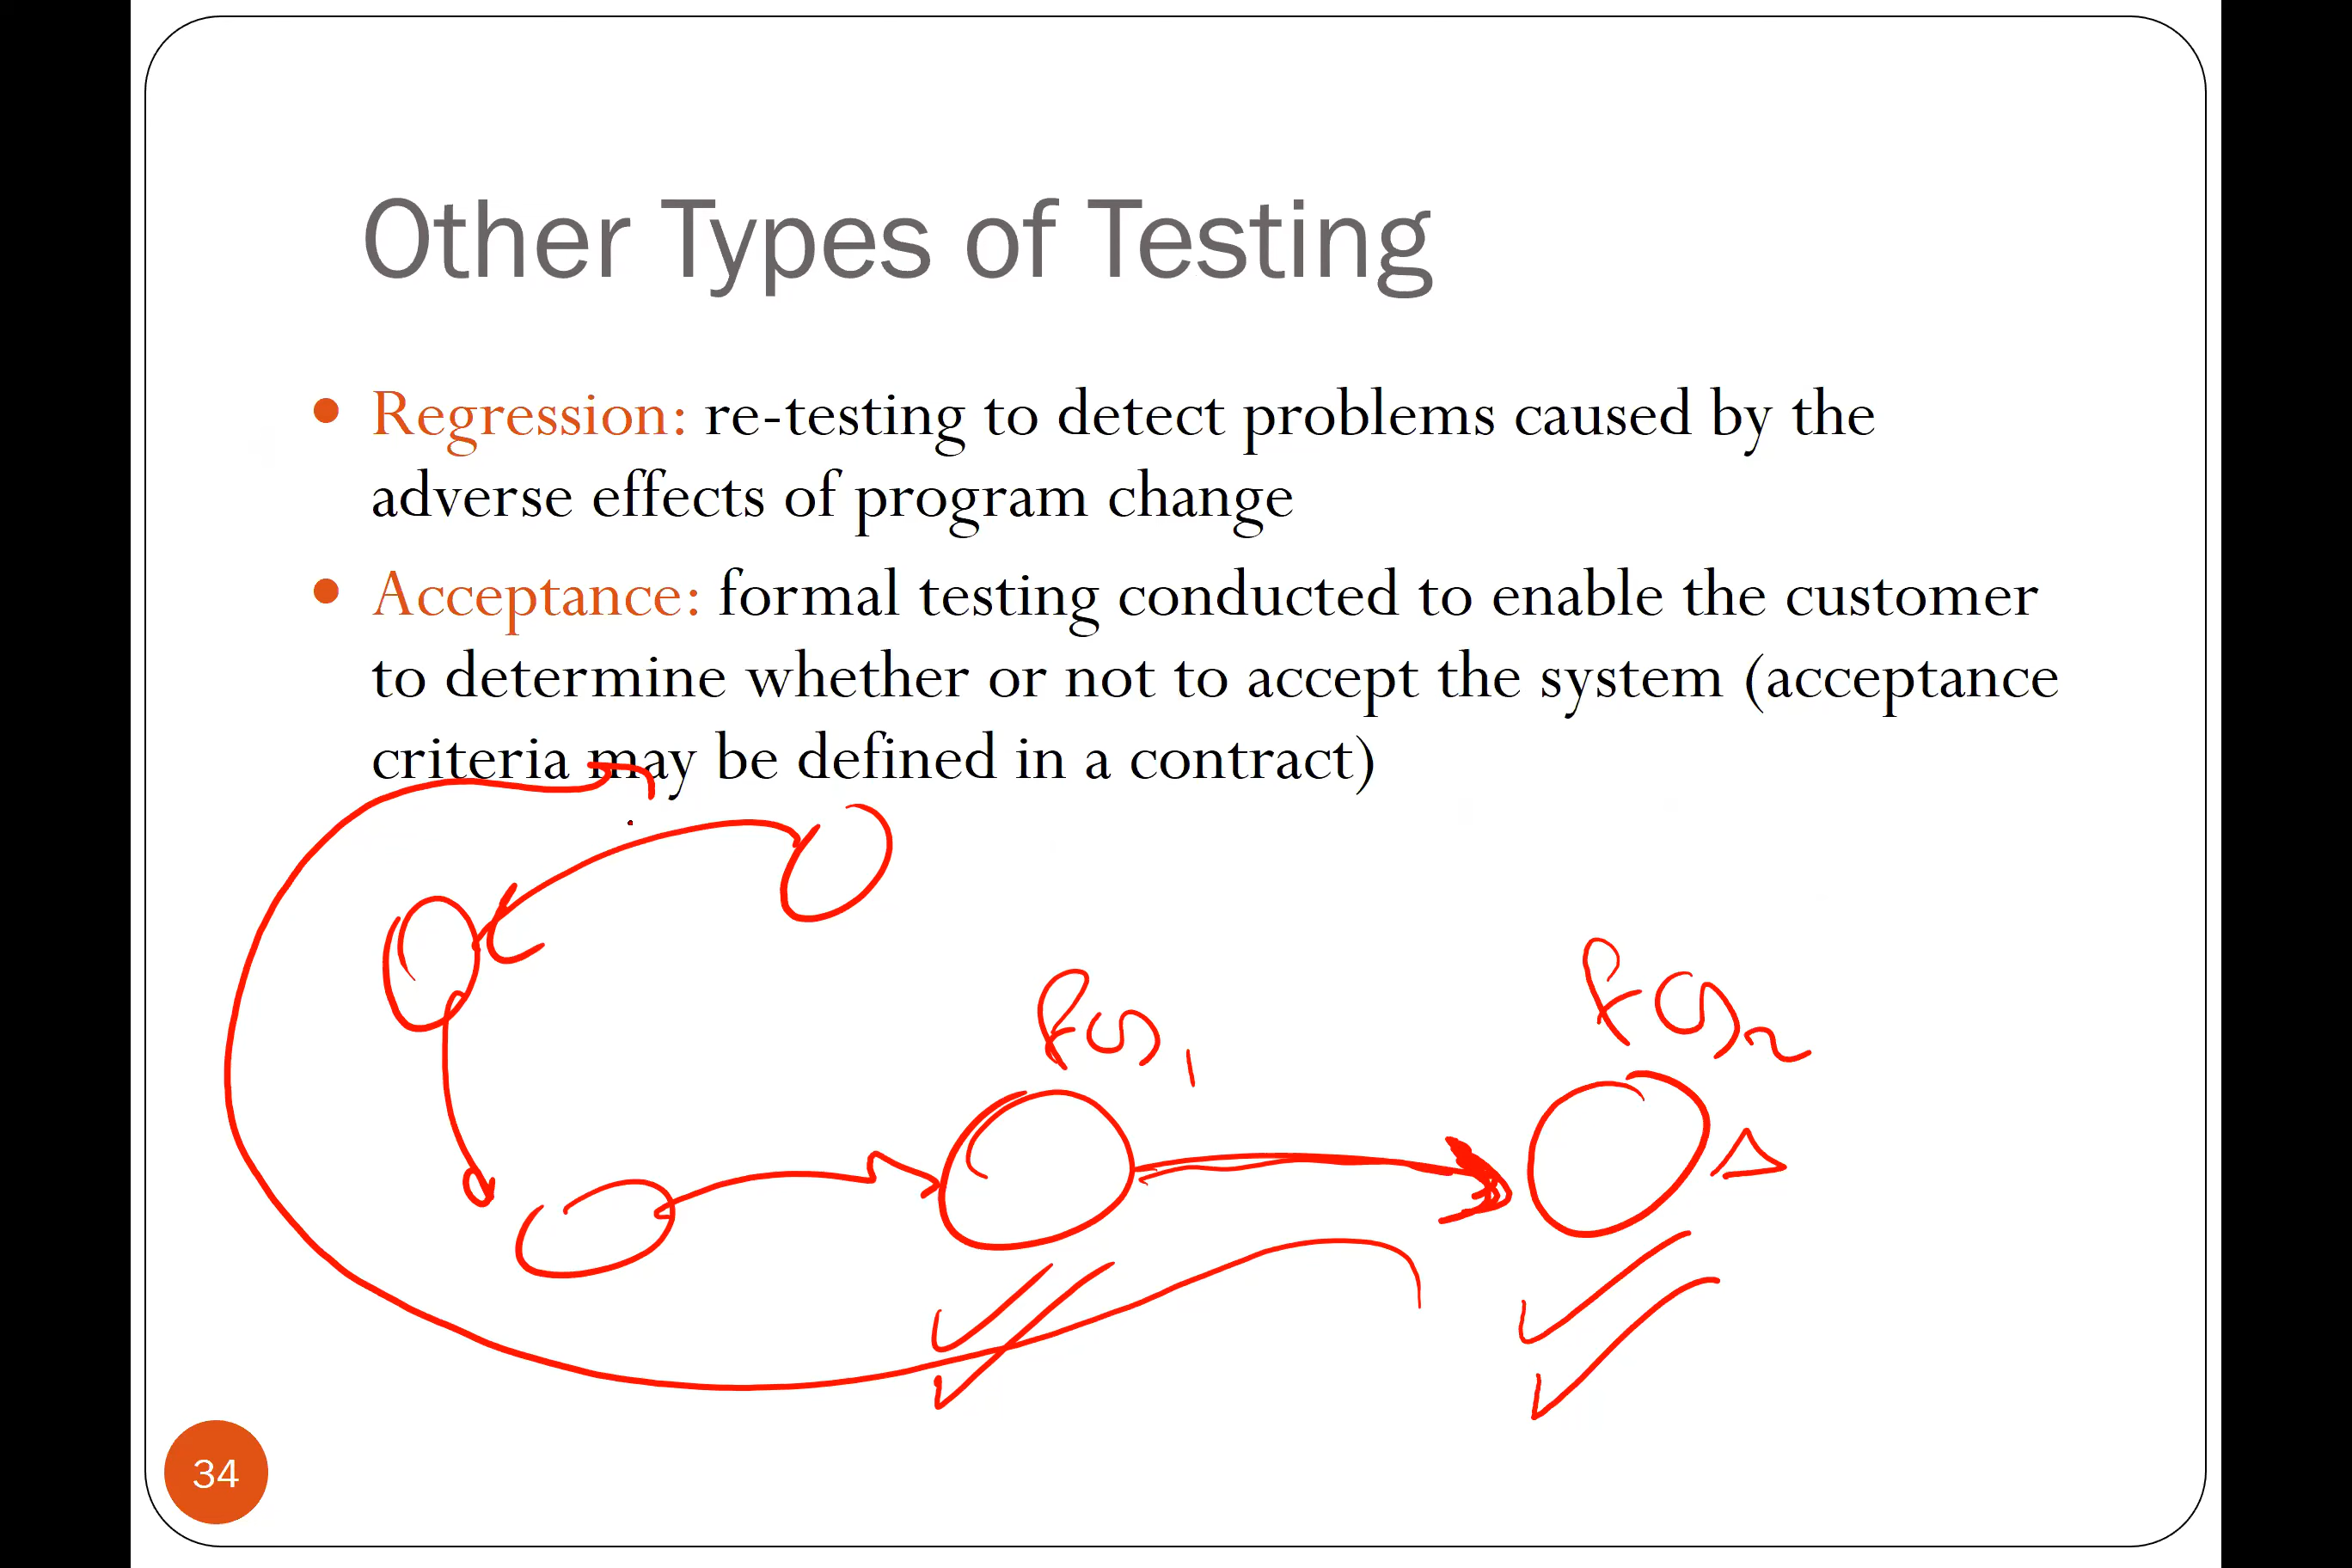 Other Types of Testing
• Regression: re-testing to detect problems caused by the
adverse effects of program change
• Acceptance: formal testing conducted to enable the customer
to determine whether or not to accept the system (acceptance
criteria may be defined in a contract)
34